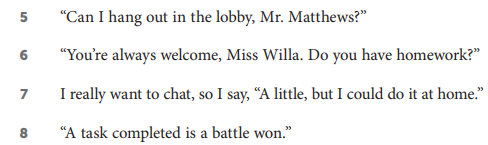 5 “Can I hang out in the lobby, Mr. Matthews?”
6 “You’re always welcome, Miss Willa. Do you have homework?”
7 I really want to chat, so I say, “A little, but I could do it at home.”
8 “A task completed is a battle won.”